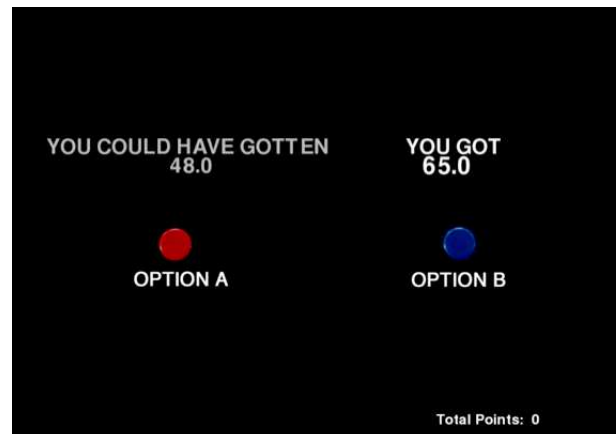 YOU COULD HAVE GOTTEN
48.0
YOU GOT
65.0
OPTION A
OPTION B
Total Points: 0